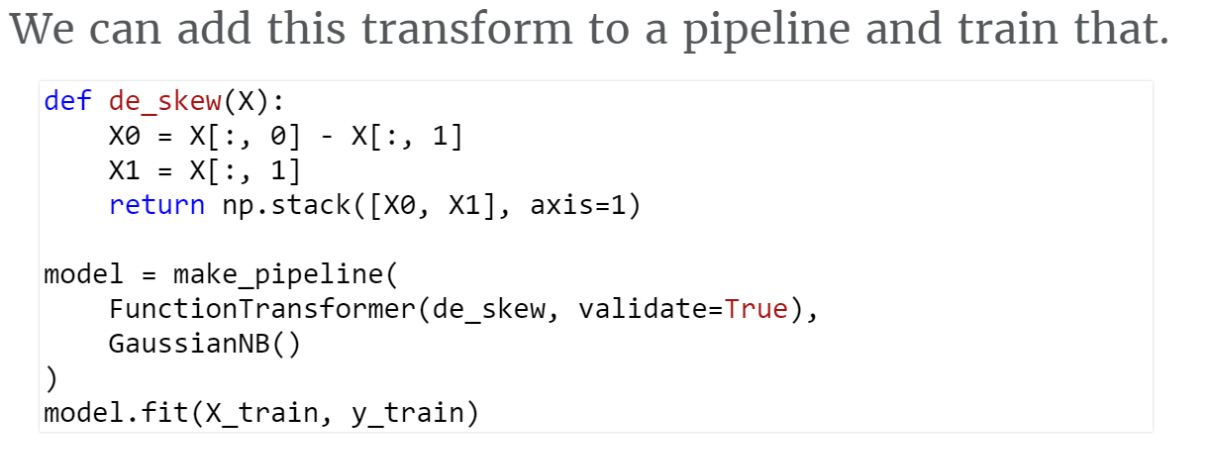 We can add this transform to a pipeline and train that.
def de_skew(X):
    X0 = X[:, 0] - X[:, 1]
    X1 = X[:, 1]
    return np.stack([X0, X1], axis=1)

model = make_pipeline(
    FunctionTransformer(de_skew, validate=True),
    GaussianNB()
)
model.fit(X_train, y_train)